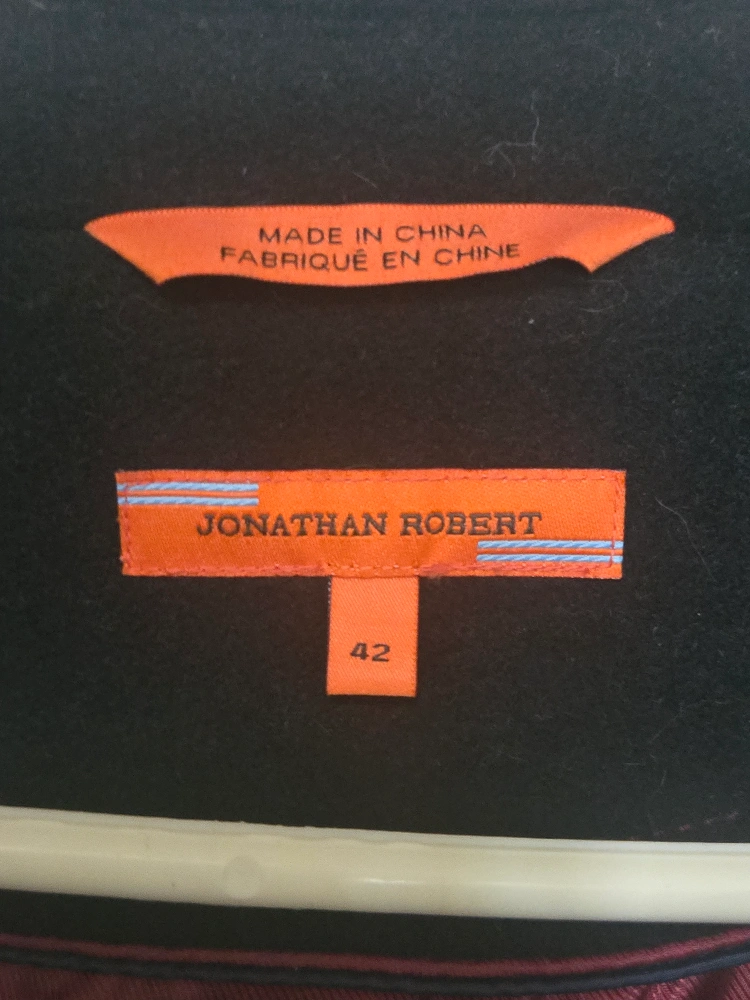 MADE IN CHINA
FABRIQUÉ EN CHINE
JONATHAN ROBERT
42